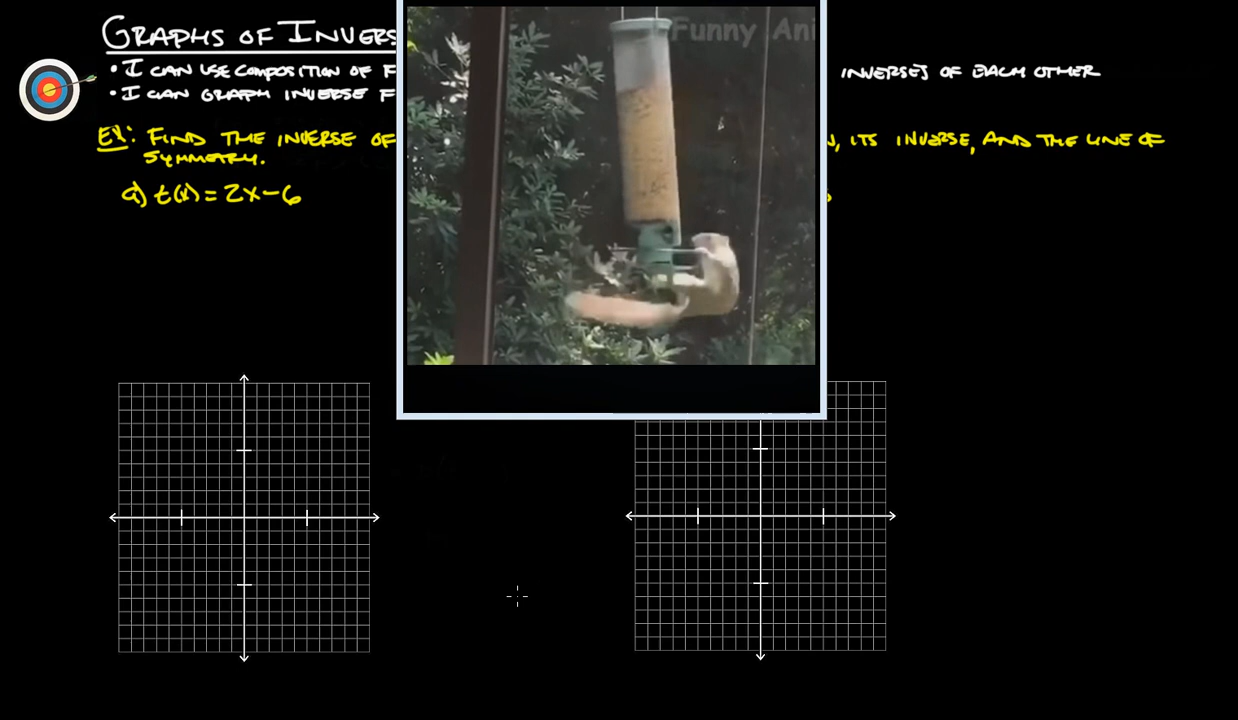 GRAPHS OF INVERS
• I CAN USE COMPOSITION OF F INVERSES OF EACH OTHER
• I CAN GRAPH INVERSE F
EX: FIND THE INVERSE OF , ITS INVERSE, AND THE LINE OF
SYMMETRY.
a) f(x) = 2x-6
Funny Ani